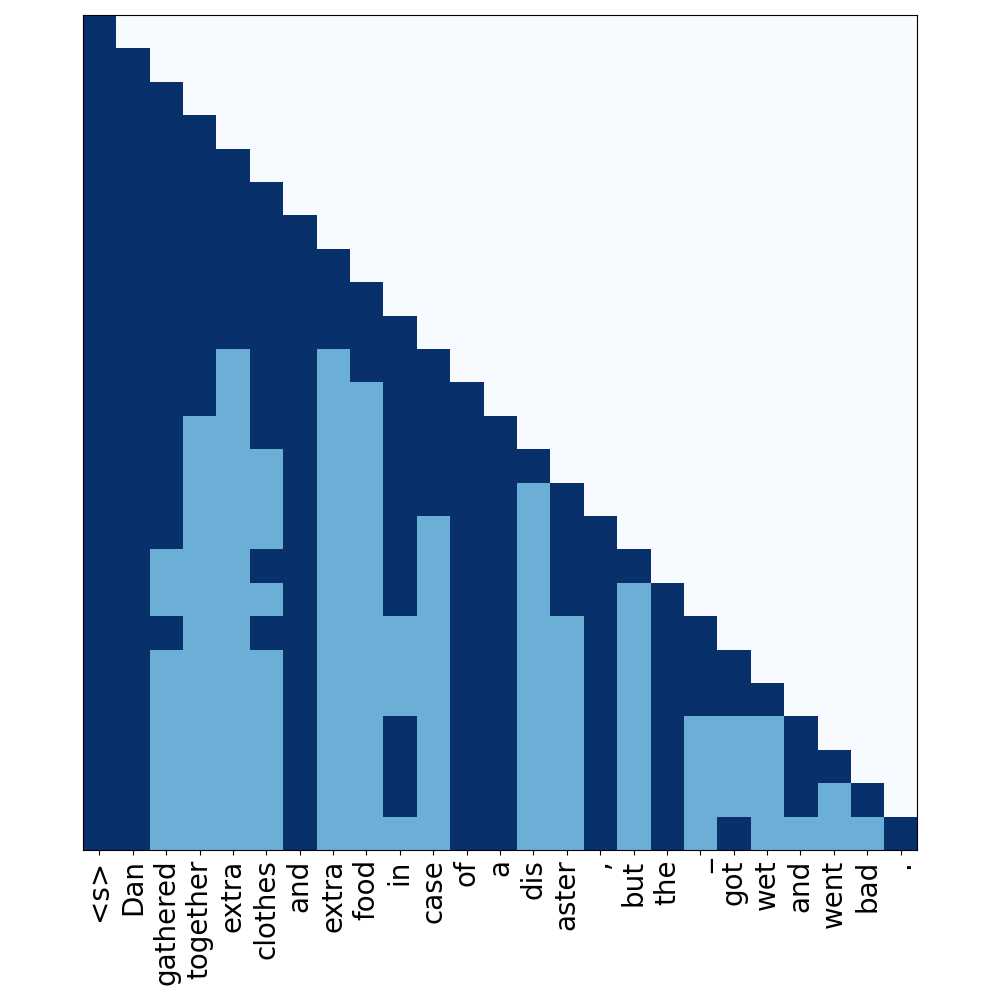 <s> Dan gathered together extra clothes and extra food in case of a dis aster , but the _ got wet and went bad .